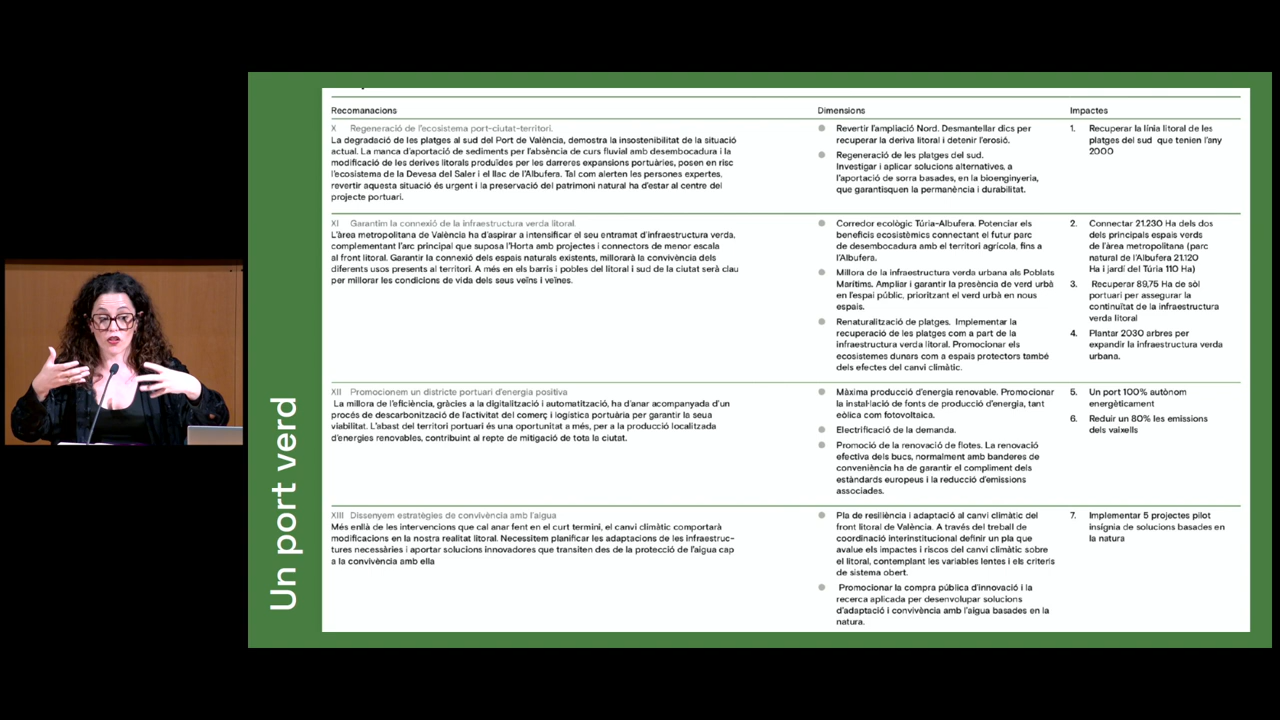 Un port verd
Recomanacions
Dimensions
Impactes
X Regeneració de l'ecosistema port-ciutat-territori.
La degradació de les platges al sud del Port de València, demostra la insostenibilitat de la situació
actual. La manca d'aportació de sediments per l'absència de curs fluvial amb desembocadura i la
modificació de les derives litorals produïdes per les darreres expansions portuàries, posen en risc
l'ecosistema de la Devesa del Saler i el llac de l'Albufera. Tal com alerten les persones expertes,
revertir aquesta situació és urgent i la preservació del patrimoni natural ha d'estar al centre del
projecte portuari.
Revertir l'ampliació Nord. Desmantellar dics per
recuperar la deriva litoral i detenir l'erosió.
Regeneració de les platges del sud.
Investigar i aplicar solucions alternatives, a
l'aportació de sorra basades, en la bioenginyeria,
que garantisquen la permanència i durabilitat.
1. Recuperar la línia litoral de les
platges del sud que tenien l'any
2000
XI Garantim la connexió de la infraestructura verda litoral.
L'àrea metropolitana de València ha d'aspirar a intensificar el seu entramat d'infraestructura verda,
complementant l'arc principal que suposa l'Horta amb projectes i connectors de menor escala
al front litoral. Garantir la connexió dels espais naturals existents, millorarà la convivència dels
diferents usos presents al territori. A més en els barris i pobles del litoral i sud de la ciutat serà clau
per millorar les condicions de vida dels seus veïns i veïnes.
Corredor ecològic Túria-Albufera. Potenciar els
beneficis ecosistèmics connectant el futur parc
de desembocadura amb el territori agrícola, fins a
l'Albufera.
Millora de la infraestructura verda urbana als Poblats
Marítims. Ampliar i garantir la presència de verd urbà
en l'espai públic, prioritzant el verd urbà en nous
espais.
Renaturalització de platges. Implementar la
recuperació de les platges com a part de la
infraestructura verda litoral. Promocionar els
ecosistemes dunars com a espais protectors també
dels efectes del canvi climàtic.
2. Connectar 21.230 Ha dels dos
dels principals espais verds
de l'àrea metropolitana (parc
natural de l'Albufera 21.120
Ha i jardí del Túria 110 Ha)
3. Recuperar 89,75 Ha de sòl
portuari per assegurar la
continuïtat de la infraestructura
verda litoral
4. Plantar 2030 arbres per
expandir la infraestructura verda
urbana.
XII Promocionem un districte portuari d'energia positiva
La millora de l'eficiència, gràcies a la digitalització i automatització, ha d'anar acompanyada d'un
procés de descarbonització de l'activitat del comerç i logística portuària per garantir la seua
viabilitat. L'abast del territori portuari és una oportunitat a més, per a la producció localitzada
d'energies renovables, contribuint al repte de mitigació de tota la ciutat.
Màxima producció d'energia renovable. Promocionar
la instal·lació de fonts de producció d'energia, tant
eòlica com fotovoltaica.
Electrificació de la demanda.
Promoció de la renovació de flotes. La renovació
efectiva dels bucs, normalment amb banderes de
conveniència ha de garantir el compliment dels
estàndards europeus i la reducció d'emissions
associades.
5. Un port 100% autònom
energèticament
6. Reduir un 80% les emissions
dels vaixells
XIII Dissenyem estratègies de convivència amb l'aigua
Més enllà de les intervencions que cal anar fent en el curt termini, el canvi climàtic comportarà
modificacions en la nostra realitat litoral. Necessitem planificar les adaptacions de les infraestruc-
tures necessàries i aportar solucions innovadores que transiten des de la protecció de l'aigua cap
a la convivència amb ella
Pla de resiliència i adaptació al canvi climàtic del
front litoral de València. A través del treball de
coordinació interinstitucional definir un pla que
avalue els impactes i riscos del canvi climàtic sobre
el litoral, contemplant les variables lentes i els criteris
de sistema obert.
Promocionar la compra pública d'innovació i la
recerca aplicada per desenvolupar solucions
d'adaptació i convivència amb l'aigua basades en la
natura.
7. Implementar 5 projectes pilot
insígnia de solucions basades en
la natura